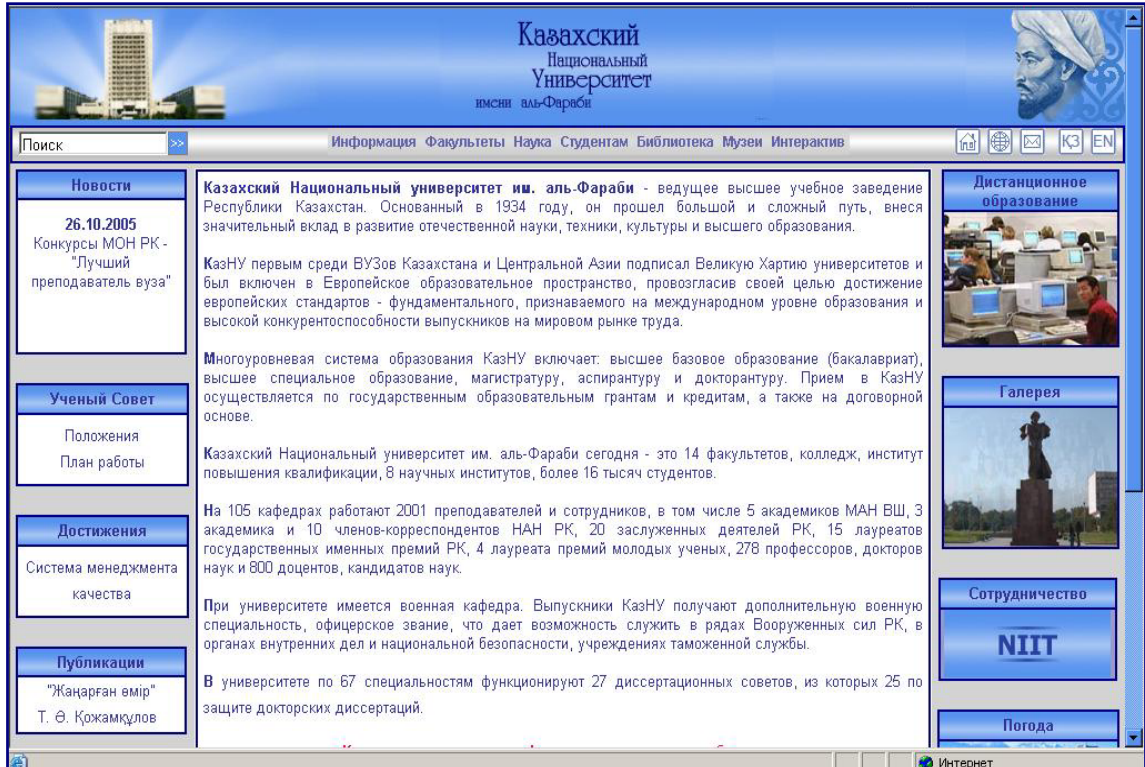 Казахский
Национальный
Университет
имени аль-Фараби
Поиск
>>
Информация Факультеты Наука Студентам Библиотека Музеи Интерактив
ҚЗ EN
Новости
26.10.2005
Конкурсы МОН РК -
"Лучший
преподаватель вуза"
Ученый Совет
Положения
План работы
Достижения
Система менеджмента
качества
Публикации
"Жаңарған өмір"
Т. Ә. Қожамқұлов
Казахский Национальный университет им. аль-Фараби - ведущее высшее учебное заведение
Республики Казахстан. Основанный в 1934 году, он прошел большой и сложный путь, внеся
значительный вклад в развитие отечественной науки, техники, культуры и высшего образования.
КазНУ первым среди ВУЗов Казахстана и Центральной Азии подписал Великую Хартию университетов и
был включен в Европейское образовательное пространство, провозгласив своей целью достижение
европейских стандартов - фундаментального, признаваемого на международном уровне образования и
высокой конкурентоспособности выпускников на мировом рынке труда.
Многоуровневая система образования КазНУ включает: высшее базовое образование (бакалавриат),
высшее специальное образование, магистратуру, аспирантуру и докторантуру. Прием в КазНУ
осуществляется по государственным образовательным грантам и кредитам, а также на договорной
основе.
Казахский Национальный университет им. аль-Фараби сегодня - это 14 факультетов, колледж, институт
повышения квалификации, 8 научных институтов, более 16 тысяч студентов.
На 105 кафедрах работают 2001 преподавателей и сотрудников, в том числе 5 академиков МАН ВШ, 3
академика и 10 членов-корреспондентов НАН РК, 20 заслуженных деятелей РК, 15 лауреатов
государственных именных премий РК, 4 лауреата премий молодых ученых, 278 профессоров, докторов
наук и 800 доцентов, кандидатов наук.
При университете имеется военная кафедра. Выпускники КазНУ получают дополнительную военную
специальность, офицерское звание, что дает возможность служить в рядах Вооруженных сил РК, в
органах внутренних дел и национальной безопасности, учреждениях таможенной службы.
В университете по 67 специальностям функционируют 27 диссертационных советов, из которых 25 по
защите докторских диссертаций.
Дистанционное
образование
Галерея
Сотрудничество
NIIT
Погода
Интернет